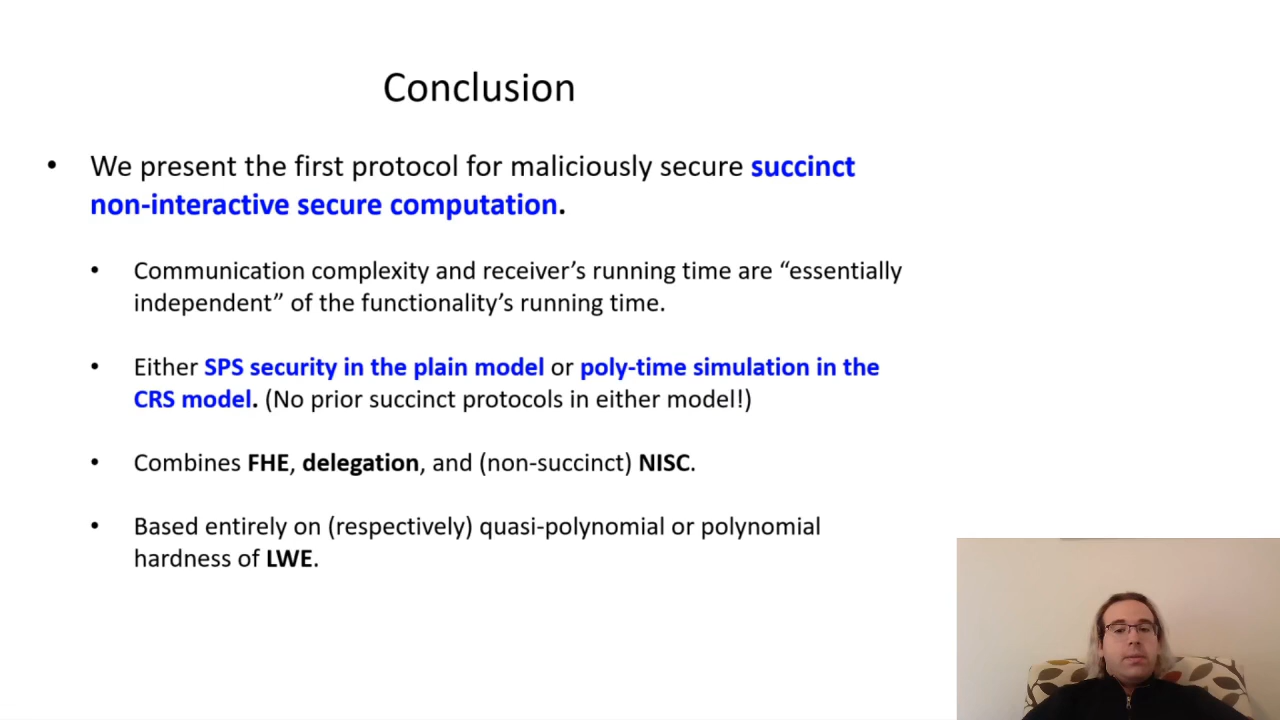 Conclusion
• We present the first protocol for maliciously secure succinct
non-interactive secure computation.
• Communication complexity and receiver’s running time are “essentially
independent” of the functionality’s running time.
• Either SPS security in the plain model or poly-time simulation in the
CRS model. (No prior succinct protocols in either model!)
• Combines FHE, delegation, and (non-succinct) NISC.
• Based entirely on (respectively) quasi-polynomial or polynomial
hardness of LWE.